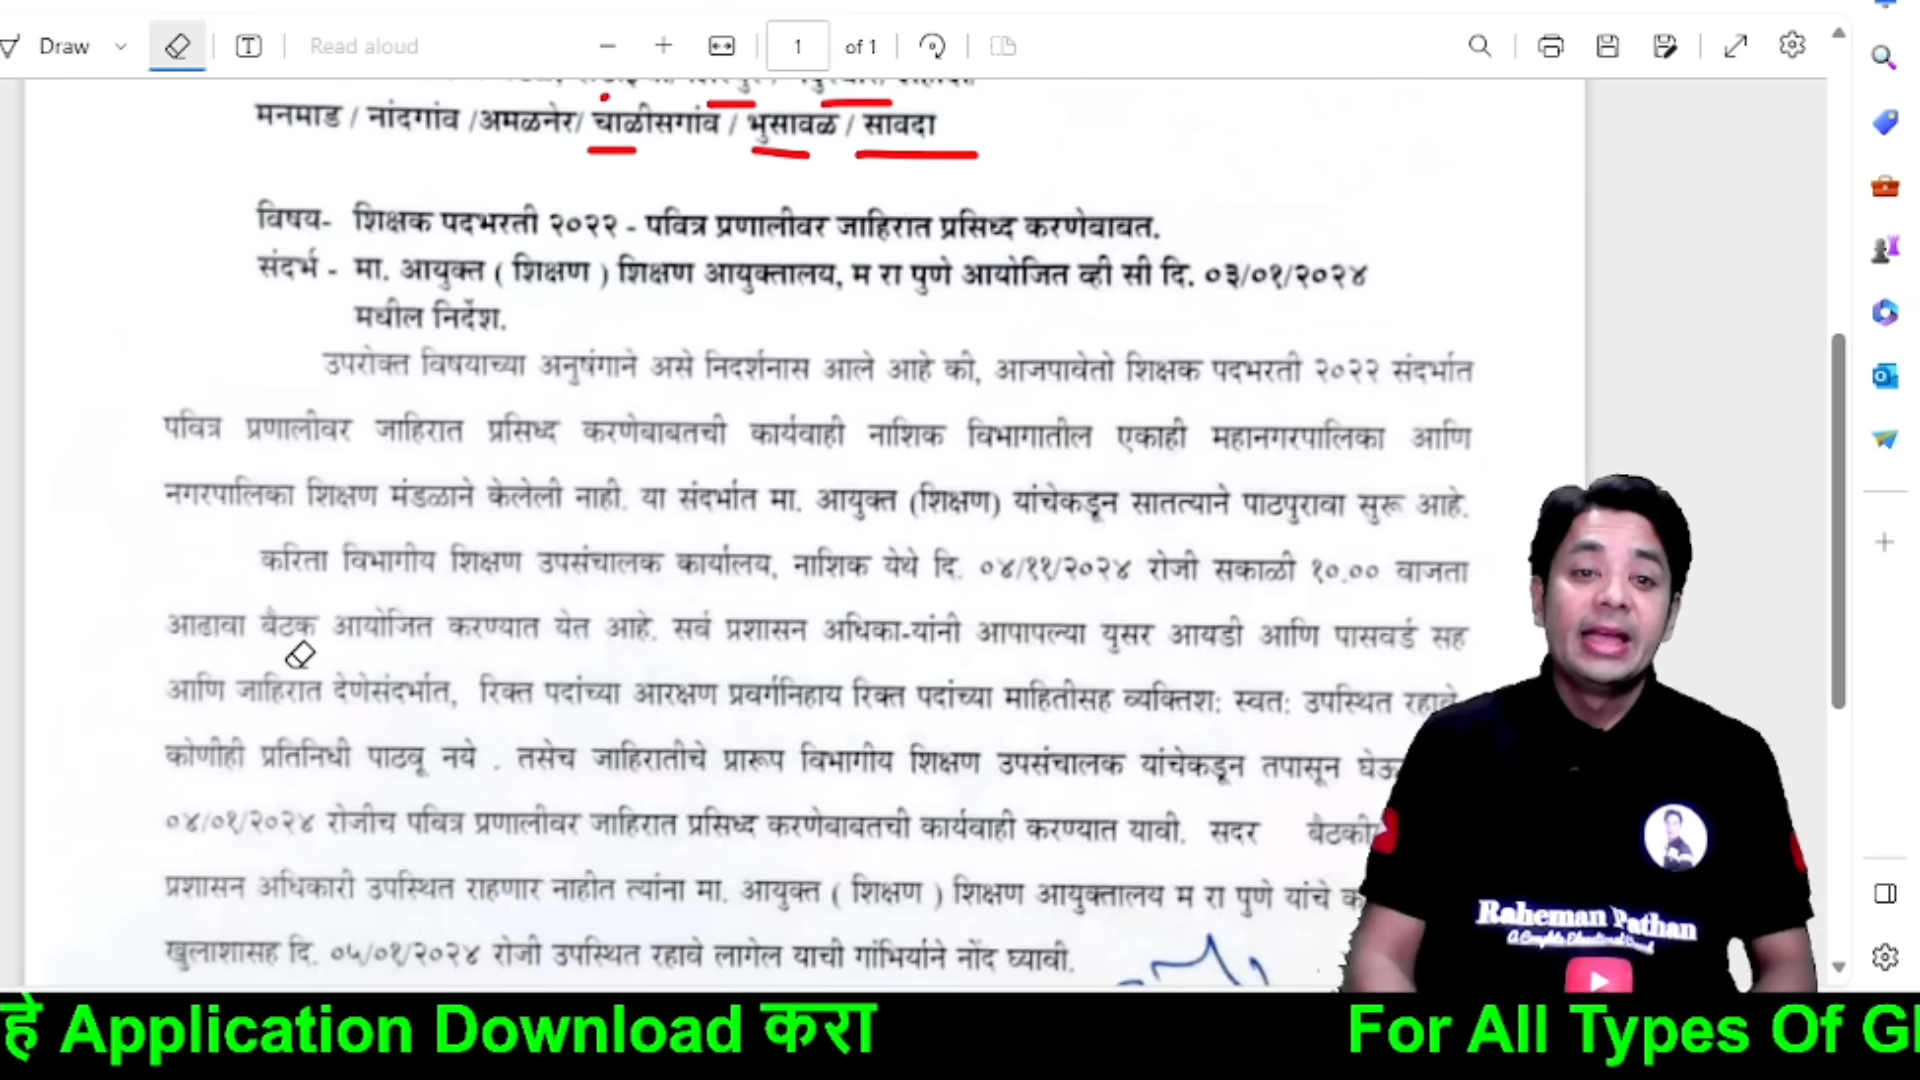 Draw
Read aloud
1 of 1
मनमाड / नांदगांव /अमळनेर/ चाळीसगांव / भुसावळ / सावदा
विषय- शिक्षक पदभरती २०२२ - पवित्र प्रणालीवर जाहिरात प्रसिध्द करणेबाबत.
संदर्भ - मा. आयुक्त ( शिक्षण ) शिक्षण आयुक्तालय, म रा पुणे आयोजित व्ही सी दि. ०३/०१/२०२४
मधील निर्देश.
उपरोक्त विषयाच्या अनुषंगाने असे निदर्शनास आले आहे की, आजपावेतो शिक्षक पदभरती २०२२ संदर्भात
पवित्र प्रणालीवर जाहिरात प्रसिध्द करणेबाबतची कार्यवाही नाशिक विभागातील एकाही महानगरपालिका आणि
नगरपालिका शिक्षण मंडळाने केलेली नाही. या संदर्भात मा. आयुक्त (शिक्षण) यांचेकडून सातत्याने पाठपुरावा सुरू आहे.
करिता विभागीय शिक्षण उपसंचालक कार्यालय, नाशिक येथे दि. ०४/११/२०२४ रोजी सकाळी १०.०० वाजता
आढावा बैठक आयोजित करण्यात येत आहे. सर्व प्रशासन अधिका-यांनी आपापल्या युसर आयडी आणि पासवर्ड सह
आणि जाहिरात देणेसंदर्भात, रिक्त पदांच्या आरक्षण प्रवर्गनिहाय रिक्त पदांच्या माहितीसह व्यक्तिश: स्वत: उपस्थित
कोणीही प्रतिनिधी पाठवू नये . तसेच जाहिरातीचे प्रारूप विभागीय शिक्षण उपसंचालक यांचेकडून तपासून
०४/०१/२०२४ रोजीच पवित्र प्रणालीवर जाहिरात प्रसिध्द करणेबाबतची कार्यवाही करण्यात यावी. सदर
प्रशासन अधिकारी उपस्थित राहणार नाहीत त्यांना मा. आयुक्त ( शिक्षण ) शिक्षण आयुक्तालय म रा पुणे यांचे
खुलाशासह दि. ०५/०१/२०२४ रोजी उपस्थित रहावे लागेल याची गांभिर्याने नोंद घ्यावी.
Raheman Pathan
हे Application Download करा
For All Types Of